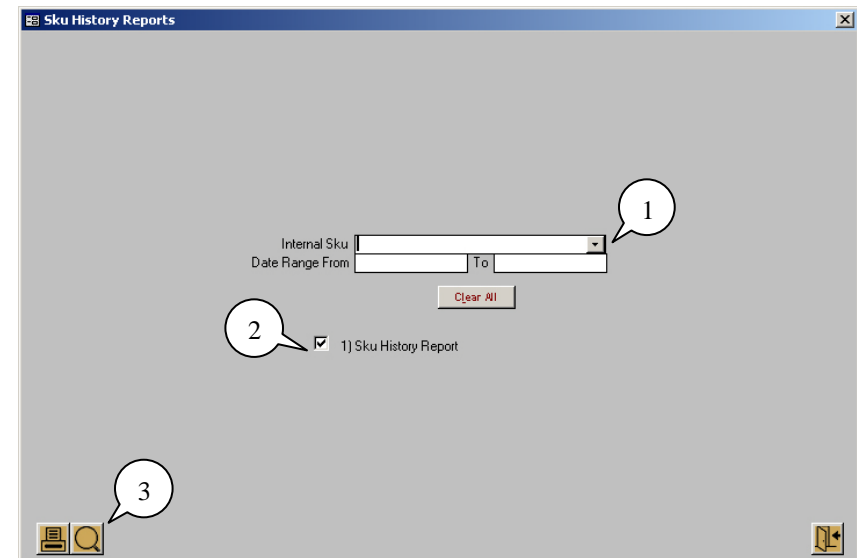 Sku History Reports
1
Internal Sku
Date Range From To
Clear All
2
1) Sku History Report
3